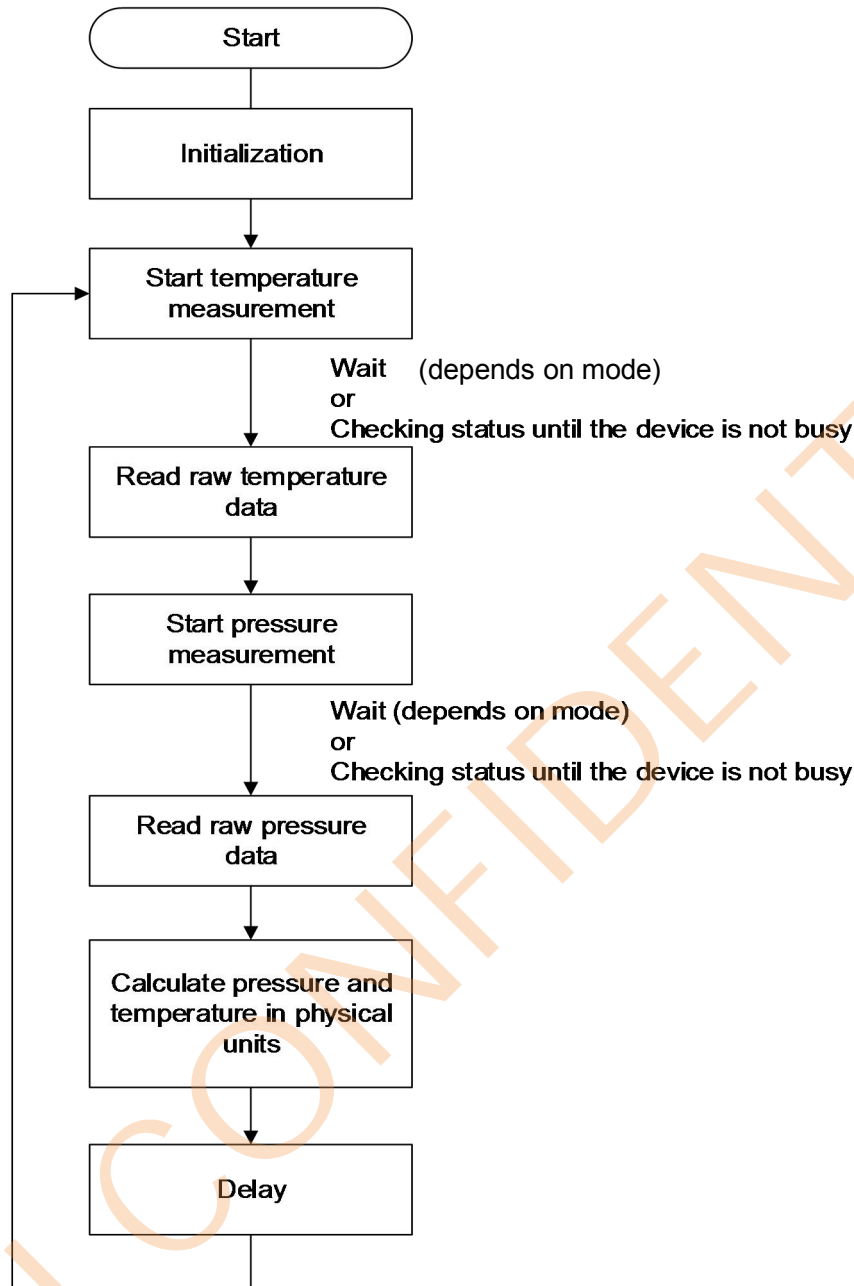 Start
Initialization
Start temperature
measurement
Wait (depends on mode)
or
Checking status until the device is not busy
Read raw temperature
data
Start pressure
measurement
Wait (depends on mode)
or
Checking status until the device is not busy
Read raw pressure
data
Calculate pressure and
temperature in physical
units
Delay